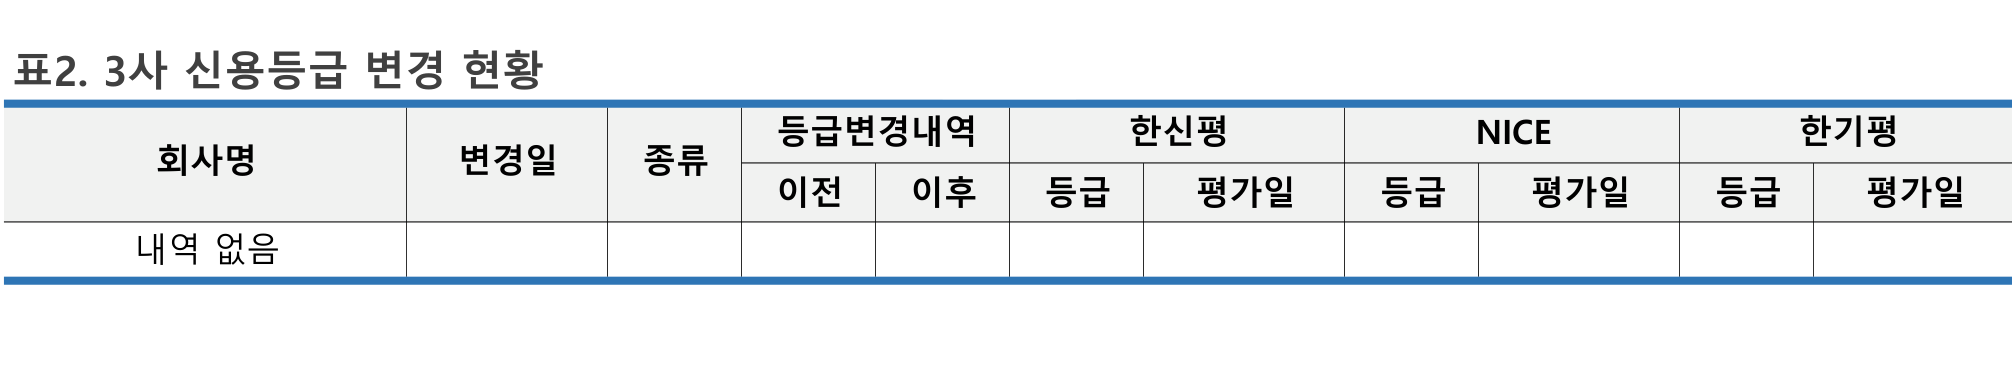 표2. 3사 신용등급 변경 현황
회사명 변경일 종류 등급변경내역 한신평 NICE 한기평
이전 이후 등급 평가일 등급 평가일 등급 평가일
내역 없음